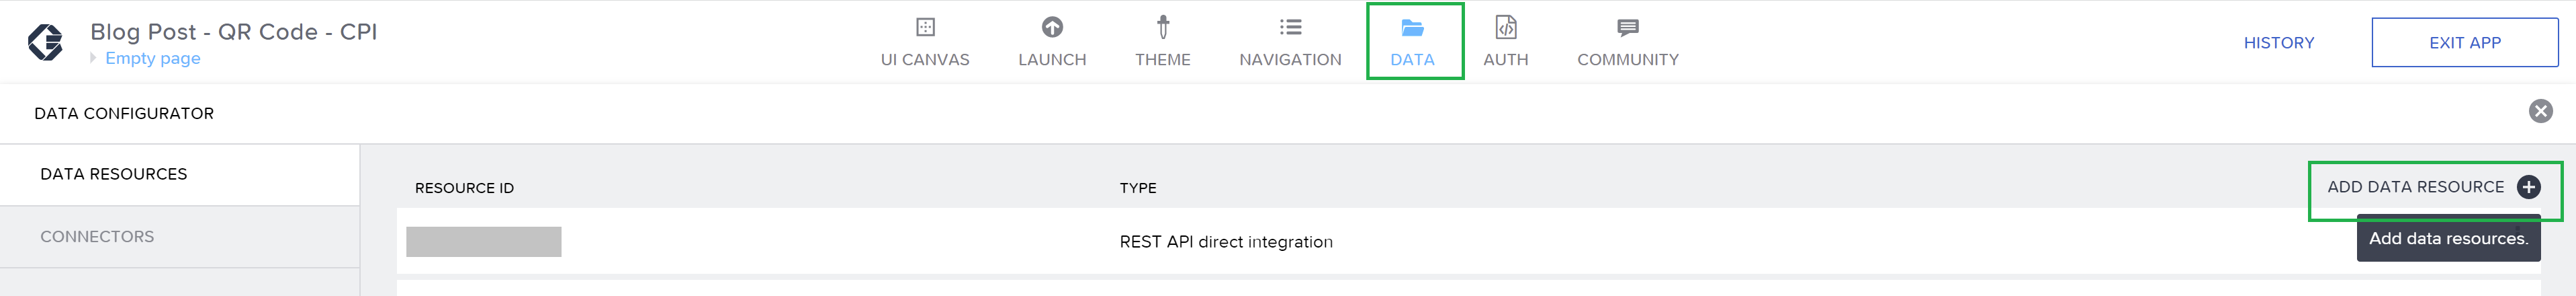 Blog Post - QR Code - CPI
Empty page
UI CANVAS
LAUNCH
THEME
NAVIGATION
DATA
AUTH
COMMUNITY
HISTORY
EXIT APP
DATA CONFIGURATOR
DATA RESOURCES
CONNECTORS
RESOURCE ID
TYPE
ADD DATA RESOURCE
REST API direct integration
Add data resources.